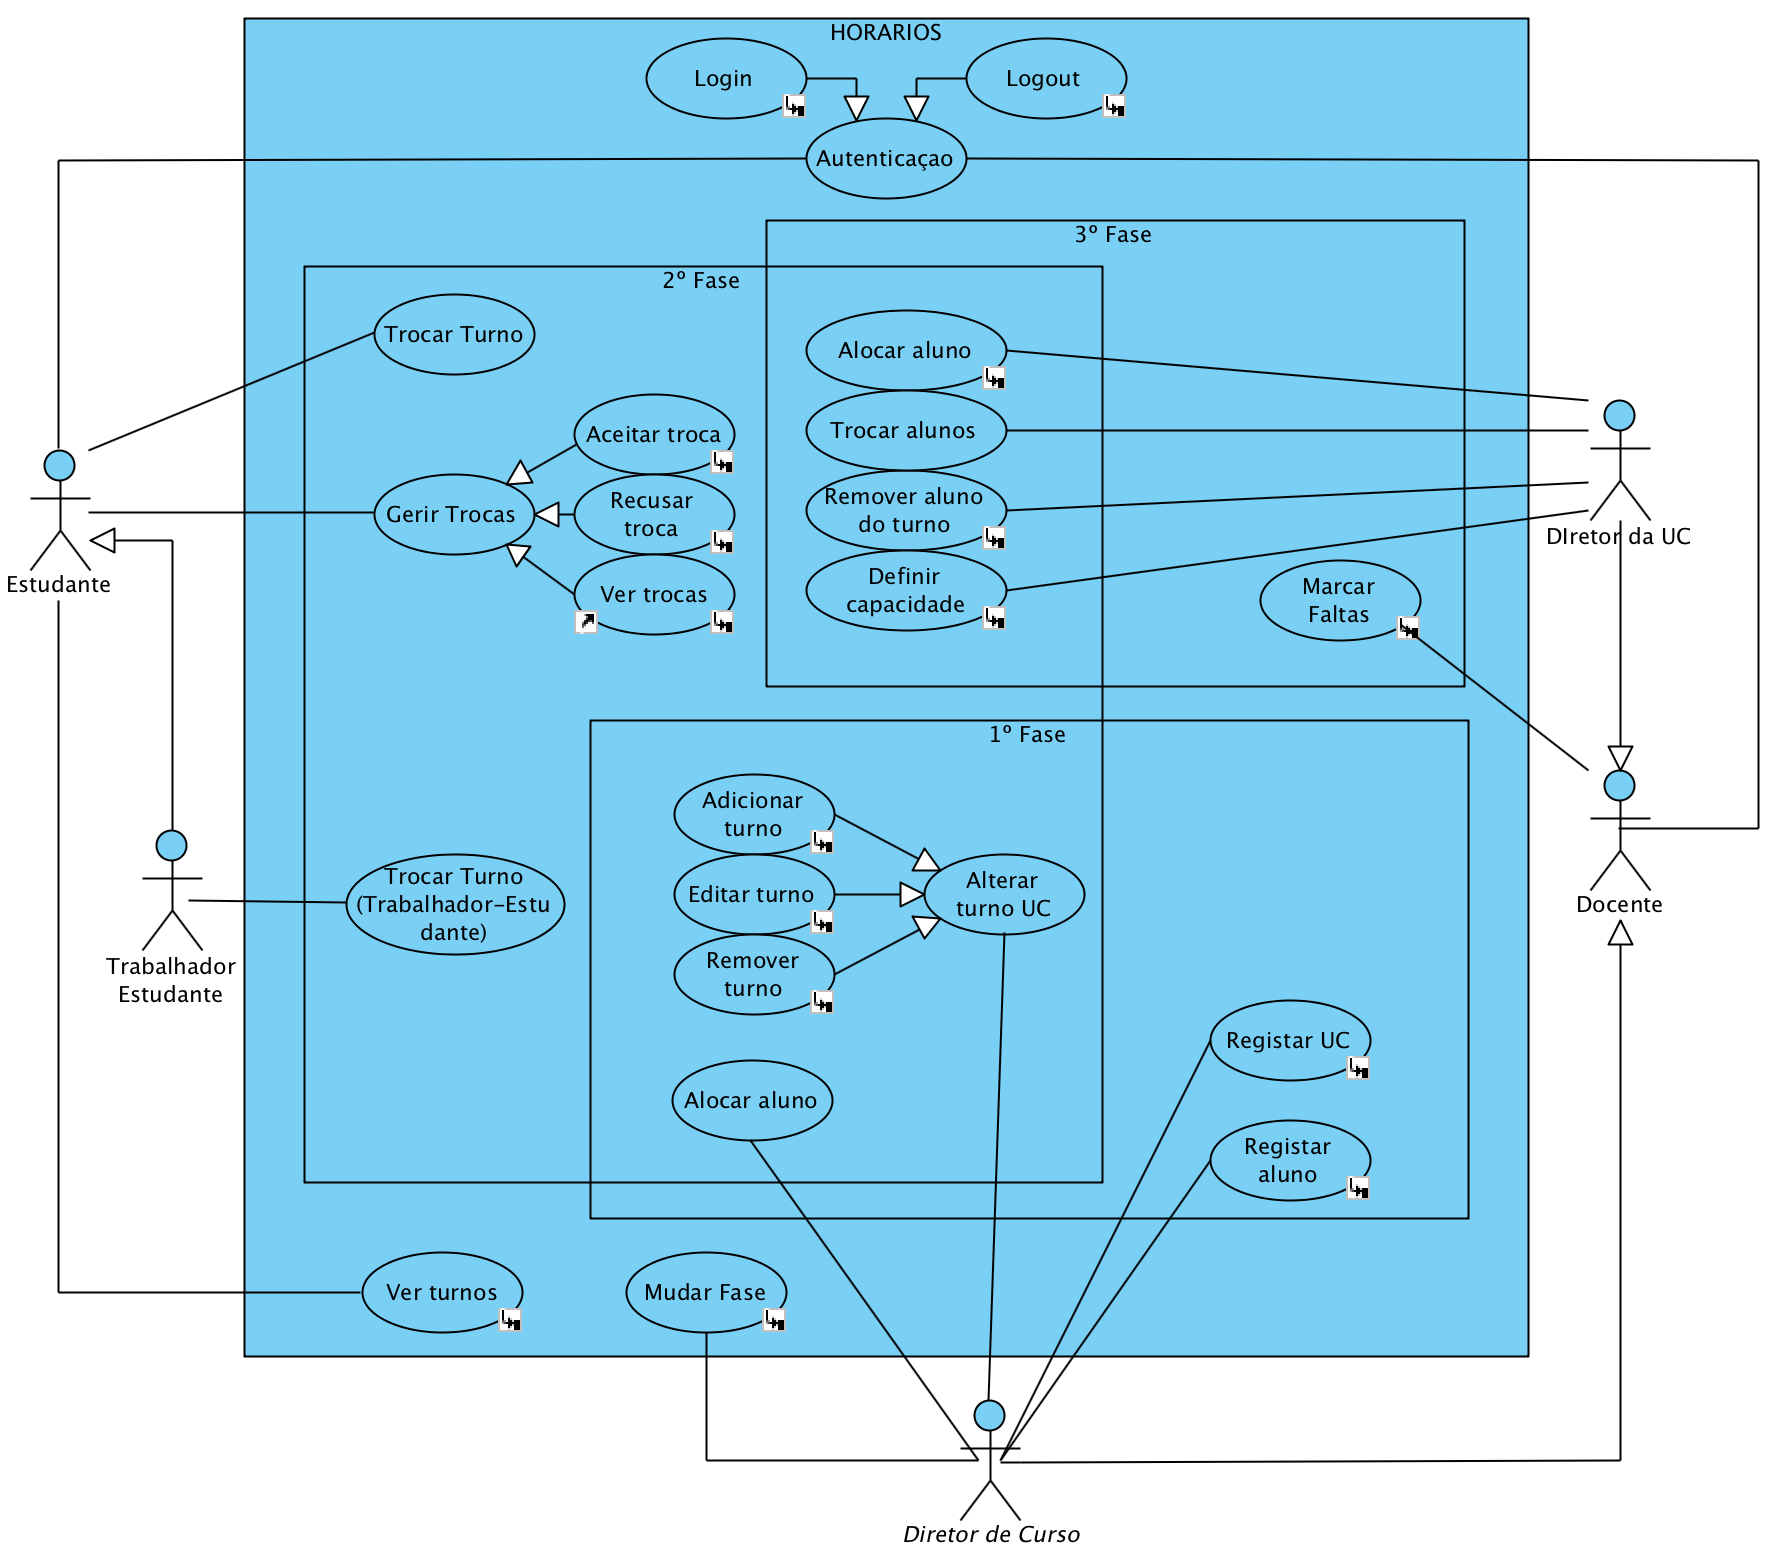 HORARIOS
Login
Logout
Autenticaçao
3º Fase
2º Fase
Trocar Turno
Alocar aluno
Aceitar troca
Trocar alunos
Gerir Trocas
Recusar
troca
Remover aluno
do turno
DIretor da UC
Estudante
Ver trocas
Definir
capacidade
Marcar
Faltas
1º Fase
Adicionar
turno
Editar turno
Alterar
turno UC
Trocar Turno
(Trabalhador-Estu
dante)
Docente
Trabalhador
Estudante
Remover
turno
Registar UC
Alocar aluno
Registar
aluno
Ver turnos
Mudar Fase
Diretor de Curso